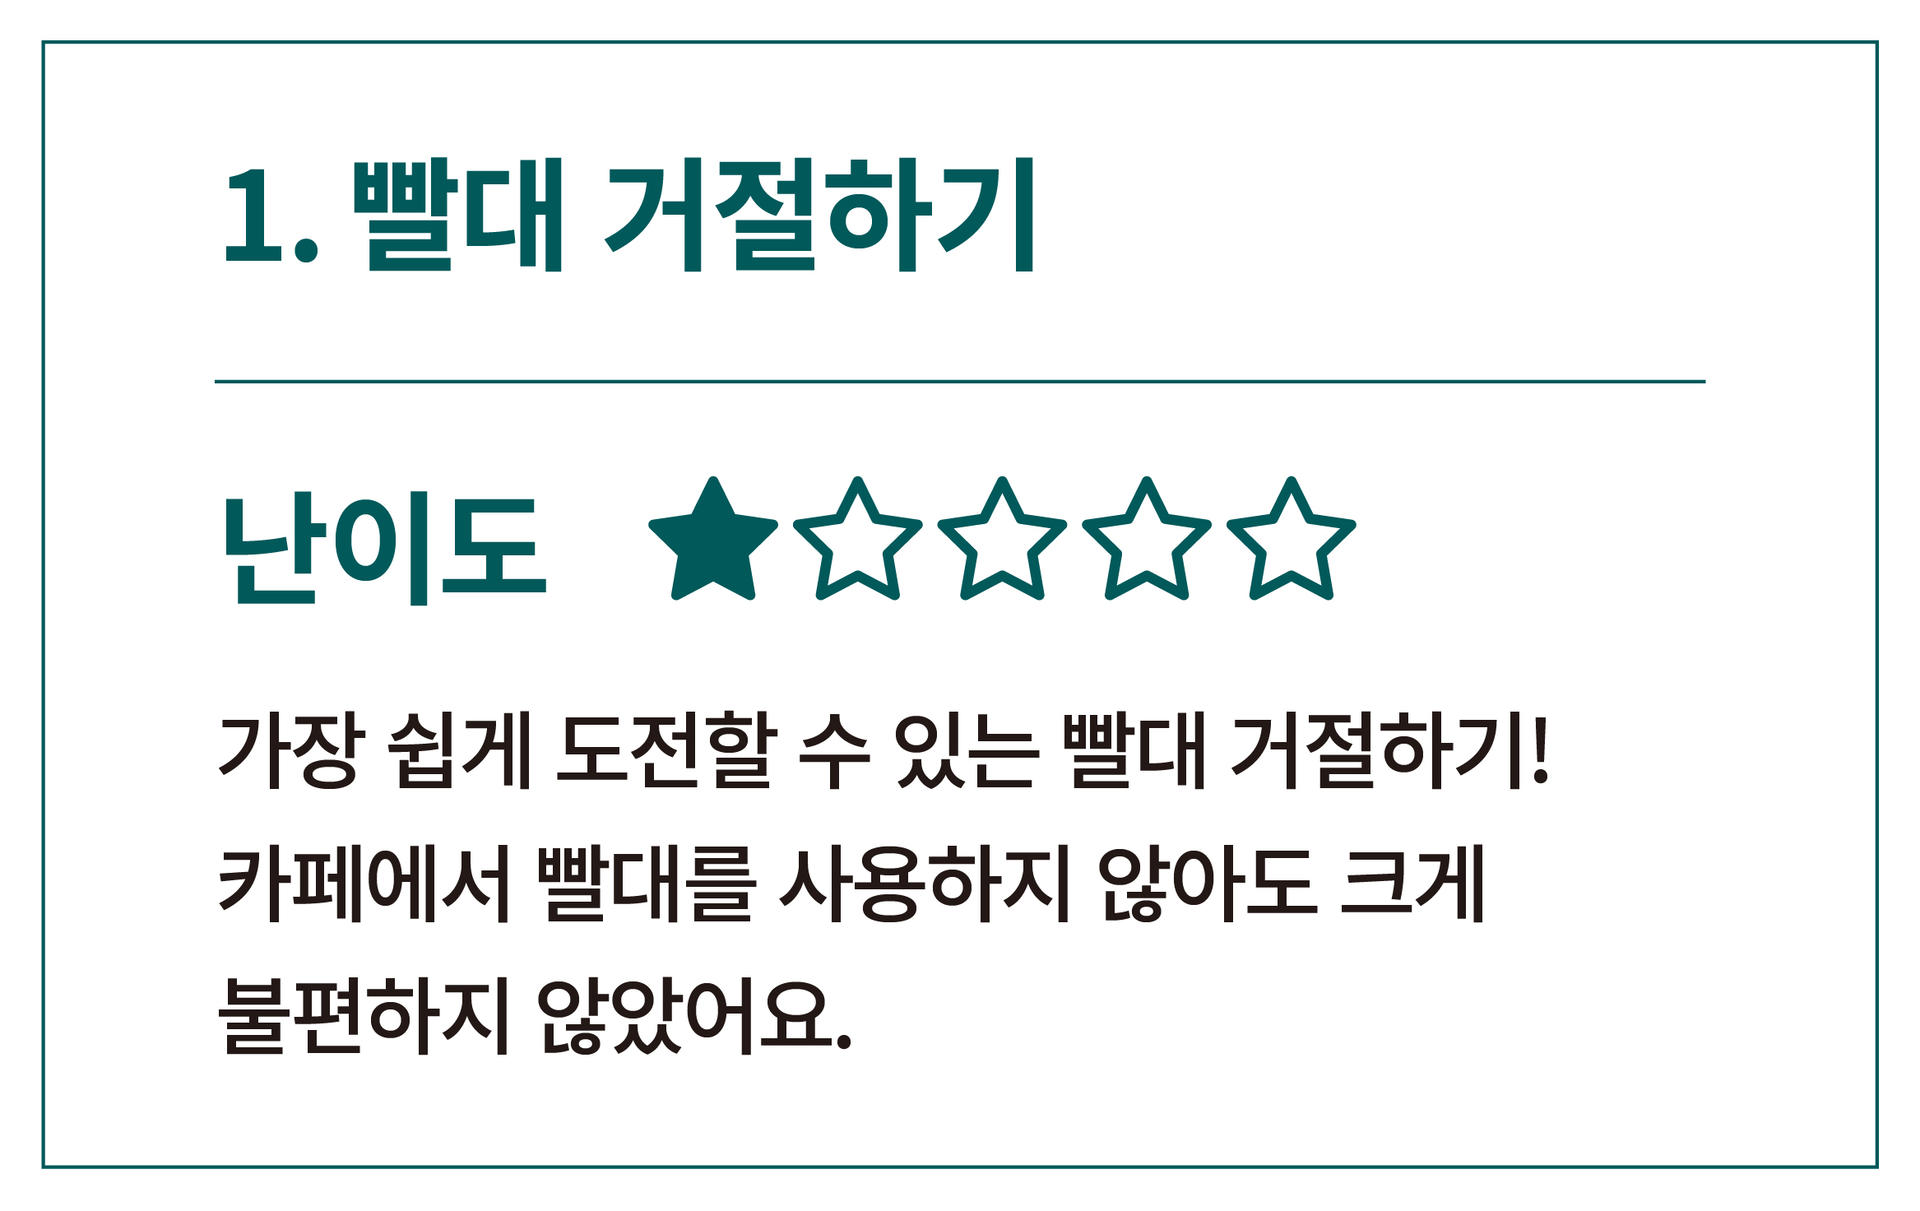 1. 빨대 거절하기
난이도 ★☆☆☆☆
가장 쉽게 도전할 수 있는 빨대 거절하기!
카페에서 빨대를 사용하지 않아도 크게
불편하지 않았어요.